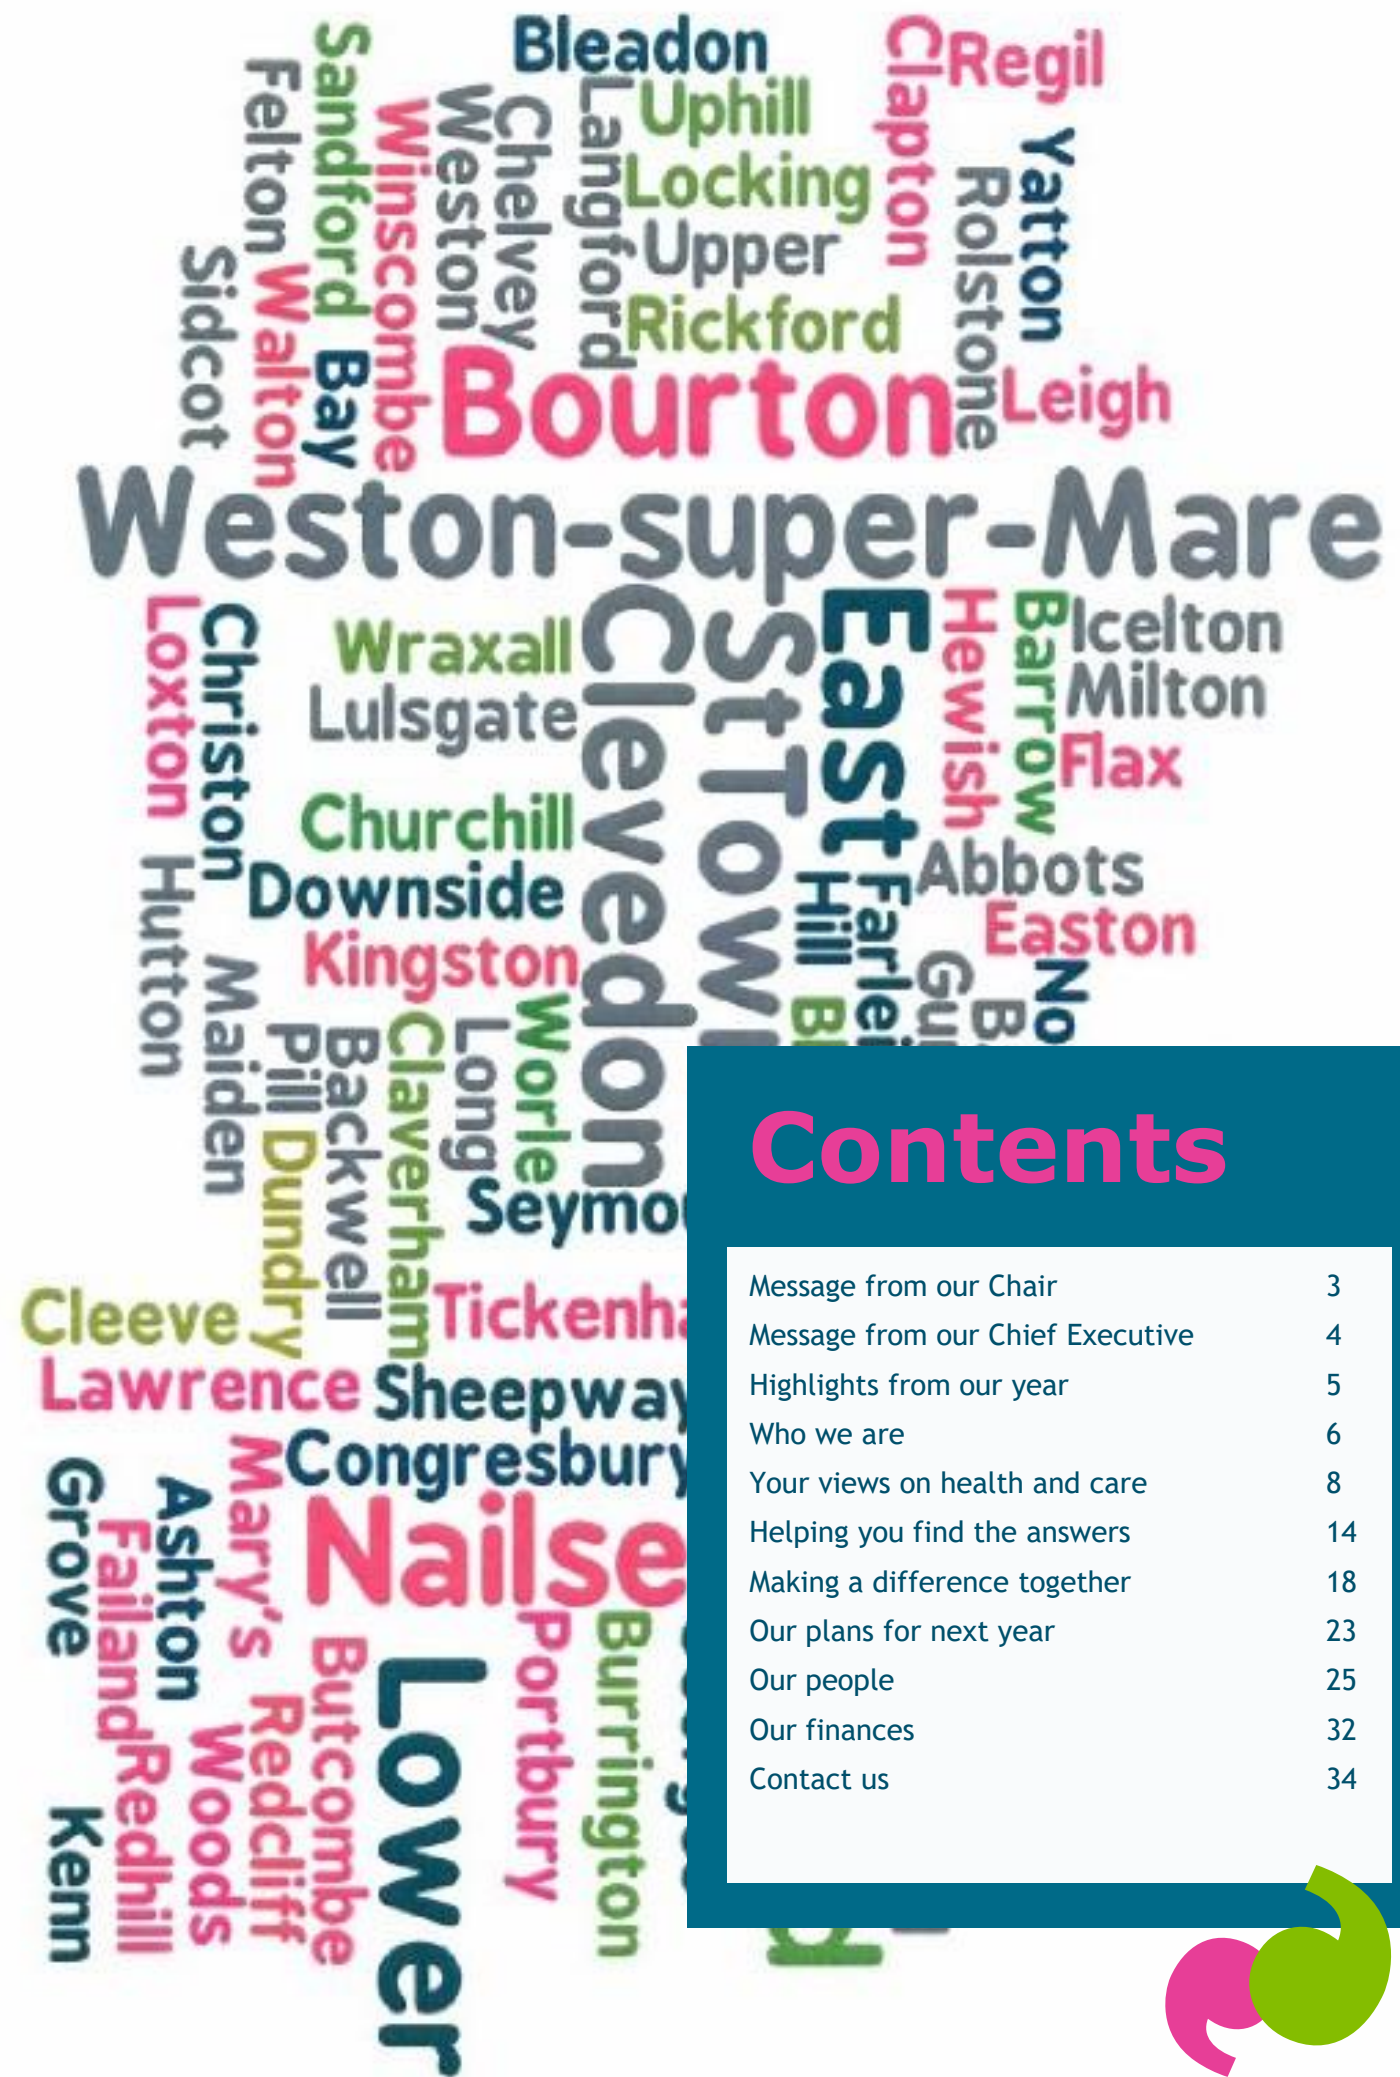 Bleadon
Regil
Clapton
Sandford
Felton
Winscombe
Weston
Chelvey
Langford
Uphill
Locking
Upper
Rickford
Yatton
Rolstone
Sidcot
Walton
Bay
Bourton
Leigh
Weston-super-Mare
Loxton
Christon
Wraxall
Lulsgate
Clevedon
East
Hewish
Barrow
Icelton
Milton
Flax
Churchill
Downside
Kingston
Abbots
Easton
Hill
Hutton
Maiden
Pill
Backwell
Claverham
Long
Worle
Dundry
Cleeve
Lawrence
Sheepway
Congresbury
Grove
Ashton
Mary's
Failand
Redhill
Woods
Redcliff
Butcombe
Lower
Portbury
Burrington
Kenn
Contents
Message from our Chair 3
Message from our Chief Executive 4
Highlights from our year 5
Who we are 6
Your views on health and care 8
Helping you find the answers 14
Making a difference together 18
Our plans for next year 23
Our people 25
Our finances 32
Contact us 34